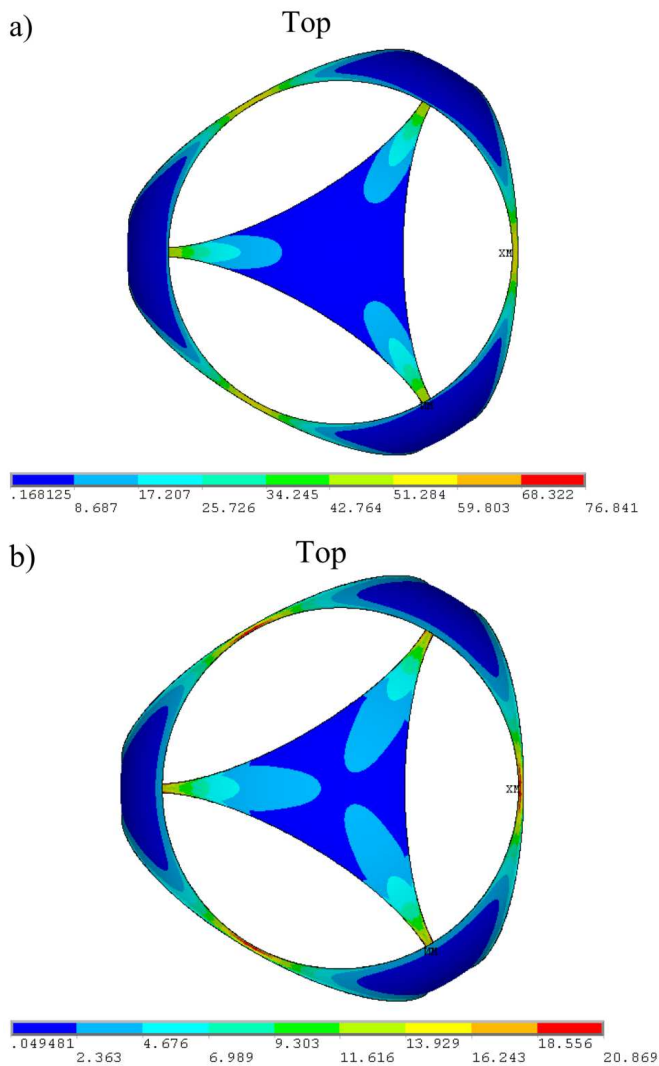 a)
Top
XM
.168125 17.207 34.245 51.284 68.322
8.687 25.726 42.764 59.803 76.841
b)
Top
XM
.049481 4.676 9.303 13.929 18.556
2.363 6.989 11.616 16.243 20.869